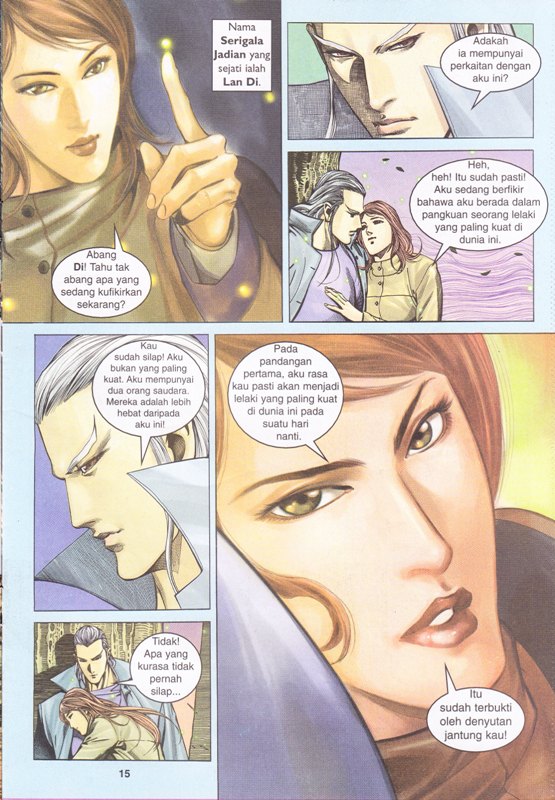 Nama
Serigala
Jadian yang
sejati ialah
Lan Di.
Abang
Di! Tahu tak
abang apa yang
sedang kufikirkan
sekarang?
Adakah
ia mempunyai
perkaitan dengan
aku ini?
Heh,
heh! Itu sudah pasti!
Aku sedang berfikir
bahawa aku berada dalam
pangkuan seorang lelaki
yang paling kuat di
dunia ini.
Kau
sudah silap! Aku
bukan yang paling
kuat. Aku mempunyai
dua orang saudara.
Mereka adalah lebih
hebat daripada
aku ini!
Pada
pandangan
pertama, aku rasa
kau pasti akan menjadi
lelaki yang paling kuat
di dunia ini pada
suatu hari
nanti.
Tidak!
Apa yang
kurasa tidak
pernah
silap...
Itu
sudah terbukti
oleh denyutan
jantung kau!
15